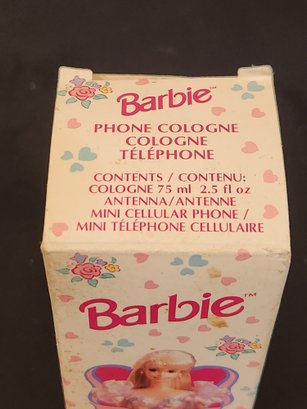 Barbie™
PHONE COLOGNE
COLOGNE
TÉLÉPHONE
CONTENTS / CONTENU:
COLOGNE 75 ml 2.5 fl oz
ANTENNA/ANTENNE
MINI CELLULAR PHONE /
MINI TÉLÉPHONE CELLULAIRE
Barbie™